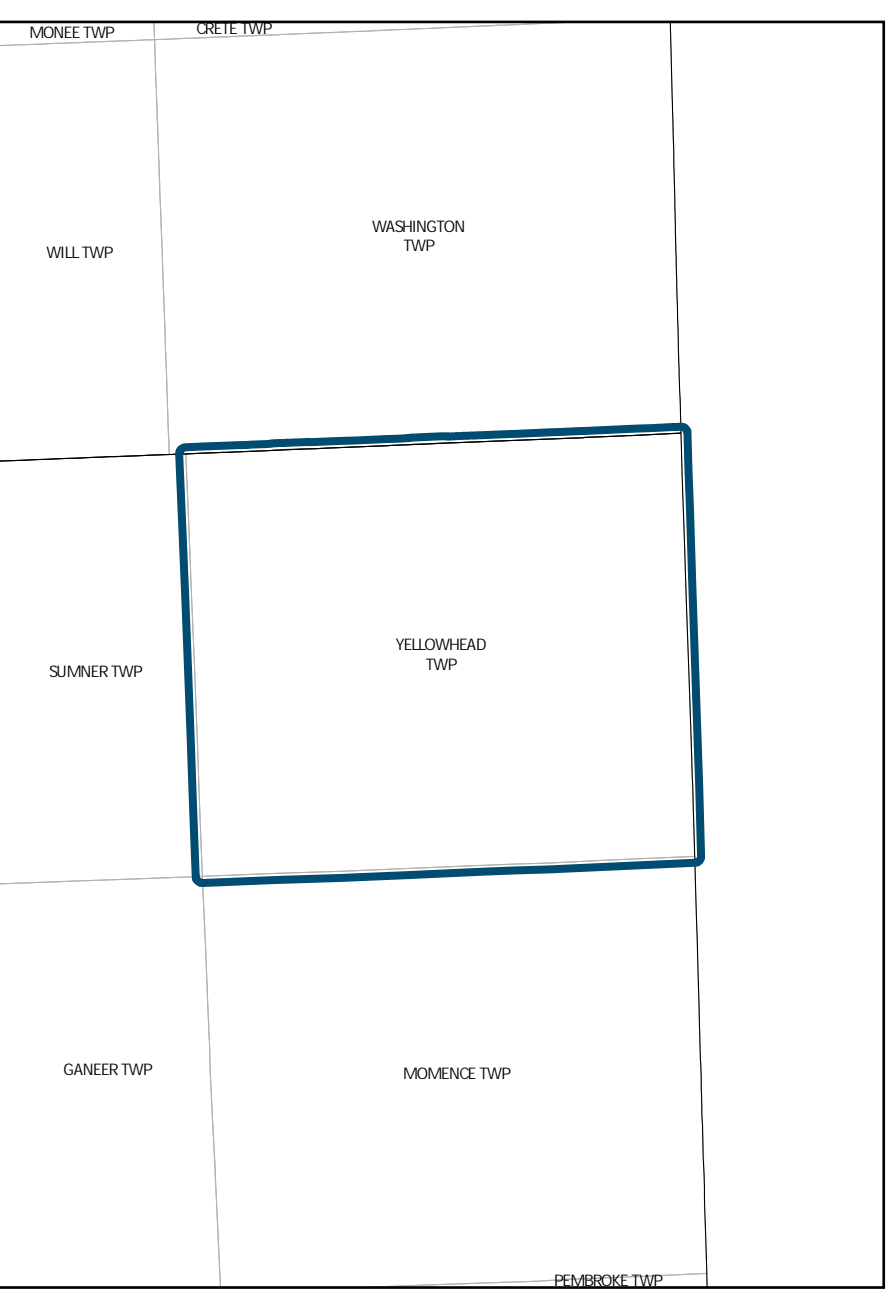 MONEE TWP
CRETE TWP
WASHINGTON
TWP
WILL TWP
YELLOWHEAD
TWP
SUMNER TWP
GANEER TWP
MOMENCE TWP
PEMBROKE TWP